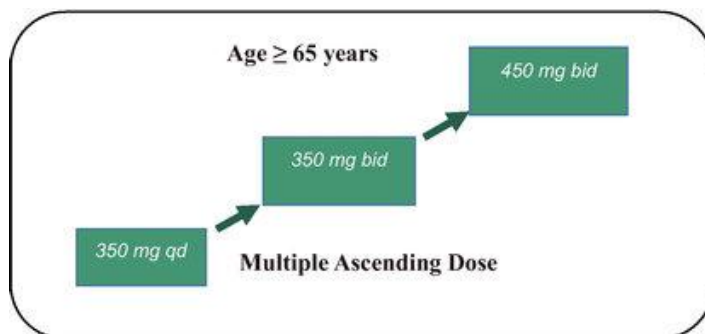 Age ≥ 65 years
450 mg bid
350 mg bid
350 mg qd
Multiple Ascending Dose